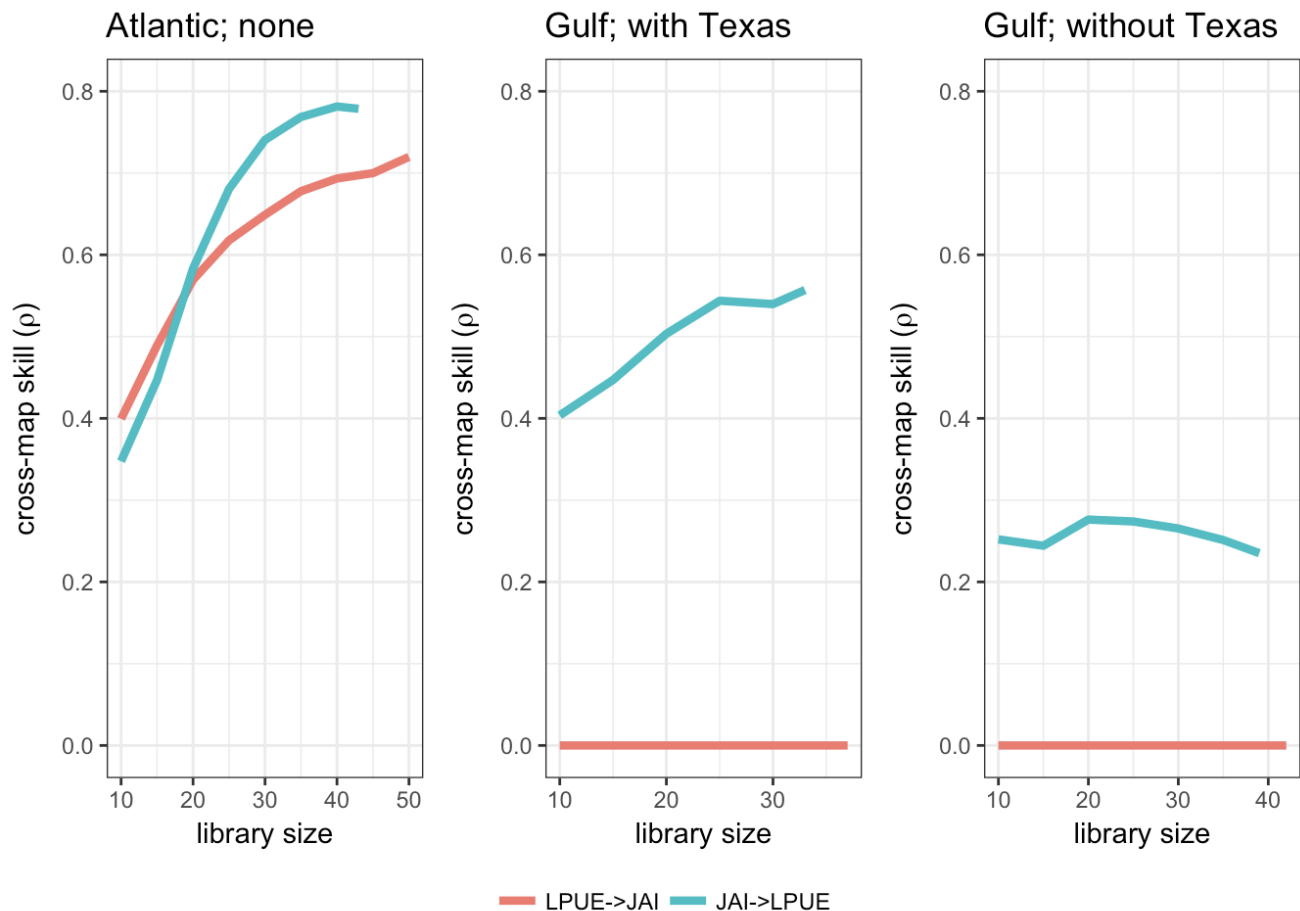 Atlantic; none
Gulf; with Texas
Gulf; without Texas
cross-map skill (ρ)
0.8
0.6
0.4
0.2
0.0
10 20 30 40 50
library size
cross-map skill (ρ)
0.8
0.6
0.4
0.2
0.0
10 20 30
library size
cross-map skill (ρ)
0.8
0.6
0.4
0.2
0.0
10 20 30 40
library size
LPUE->JAI JAI->LPUE